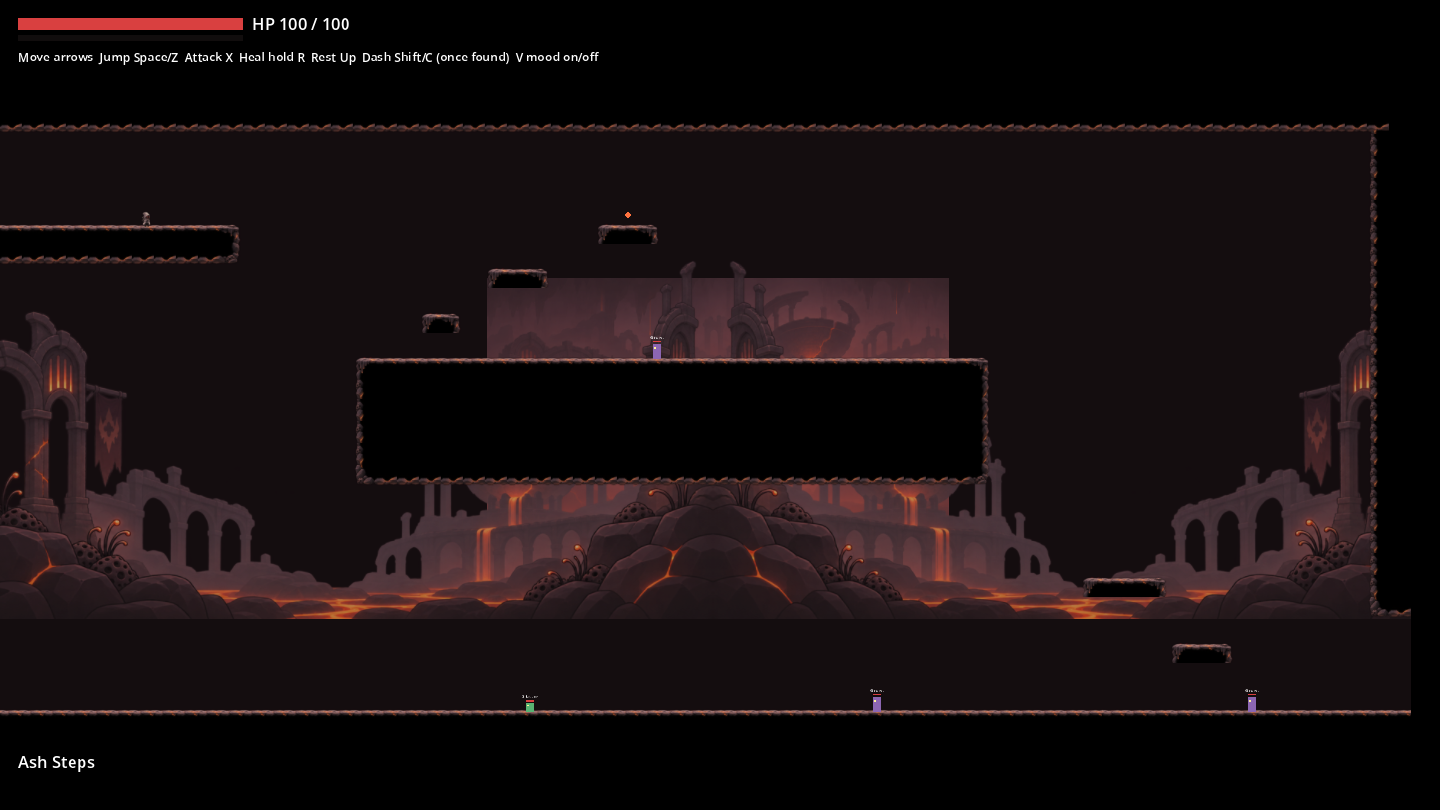 HP 100 / 100
Move arrows  Jump Space/Z  Attack X  Heal hold R  Rest Up  Dash Shift/C (once found)  V mood on/off
Ash Steps